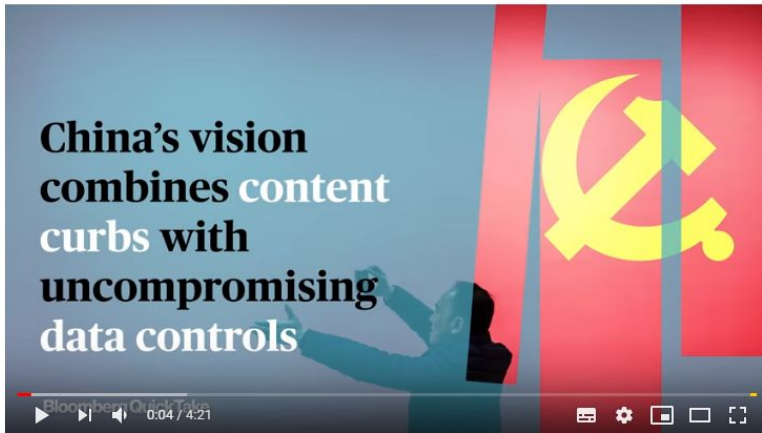 China’s vision
combines content
curbs with
uncompromising
data controls
Bloomberg QuickTake
0:04 / 4:21